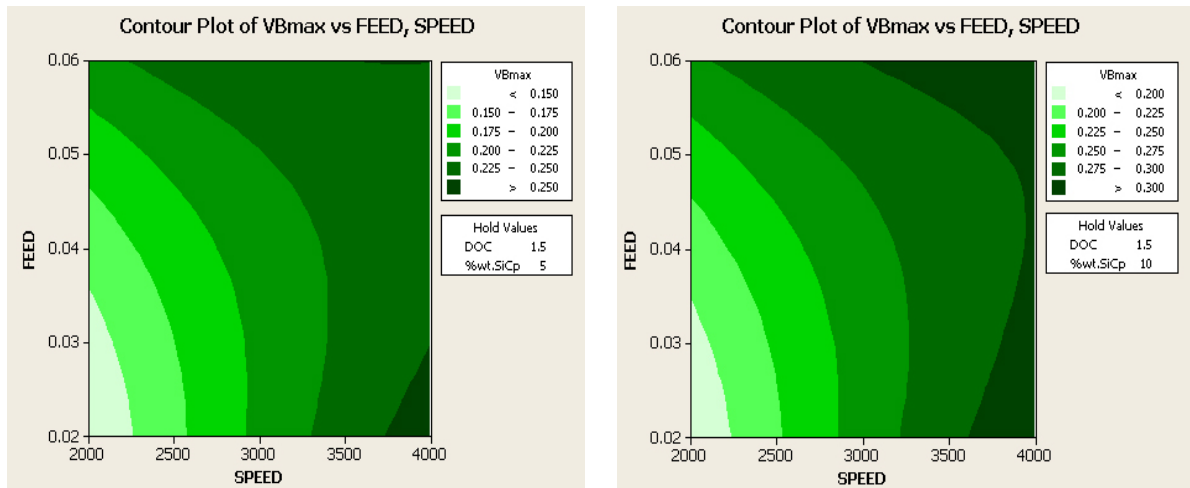 Contour Plot of VBmax vs FEED, SPEED
0.06
0.05
0.04
0.03
0.02
FEED
2000 2500 3000 3500 4000
SPEED
VBmax
< 0.150
0.150 – 0.175
0.175 – 0.200
0.200 – 0.225
0.225 – 0.250
> 0.250
Hold Values
DOC 1.5
%wt.SiCp 5
Contour Plot of VBmax vs FEED, SPEED
0.06
0.05
0.04
0.03
0.02
FEED
2000 2500 3000 3500 4000
SPEED
VBmax
< 0.200
0.200 – 0.225
0.225 – 0.250
0.250 – 0.275
0.275 – 0.300
> 0.300
Hold Values
DOC 1.5
%wt.SiCp 10